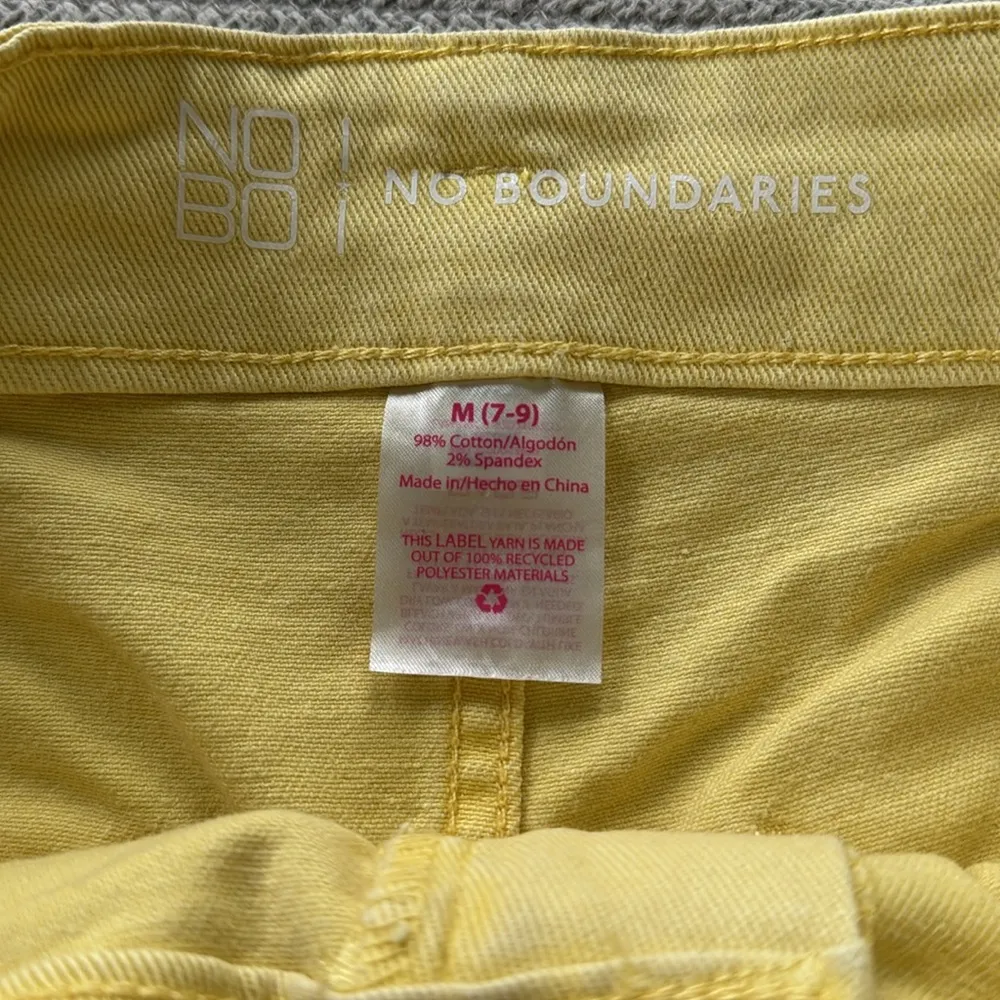 NO
BO
NO BOUNDARIES
M (7-9)
98% Cotton/Algodón
2% Spandex
Made in/Hecho en China
THIS LABEL YARN IS MADE
OUT OF 100% RECYCLED
POLYESTER MATERIALS